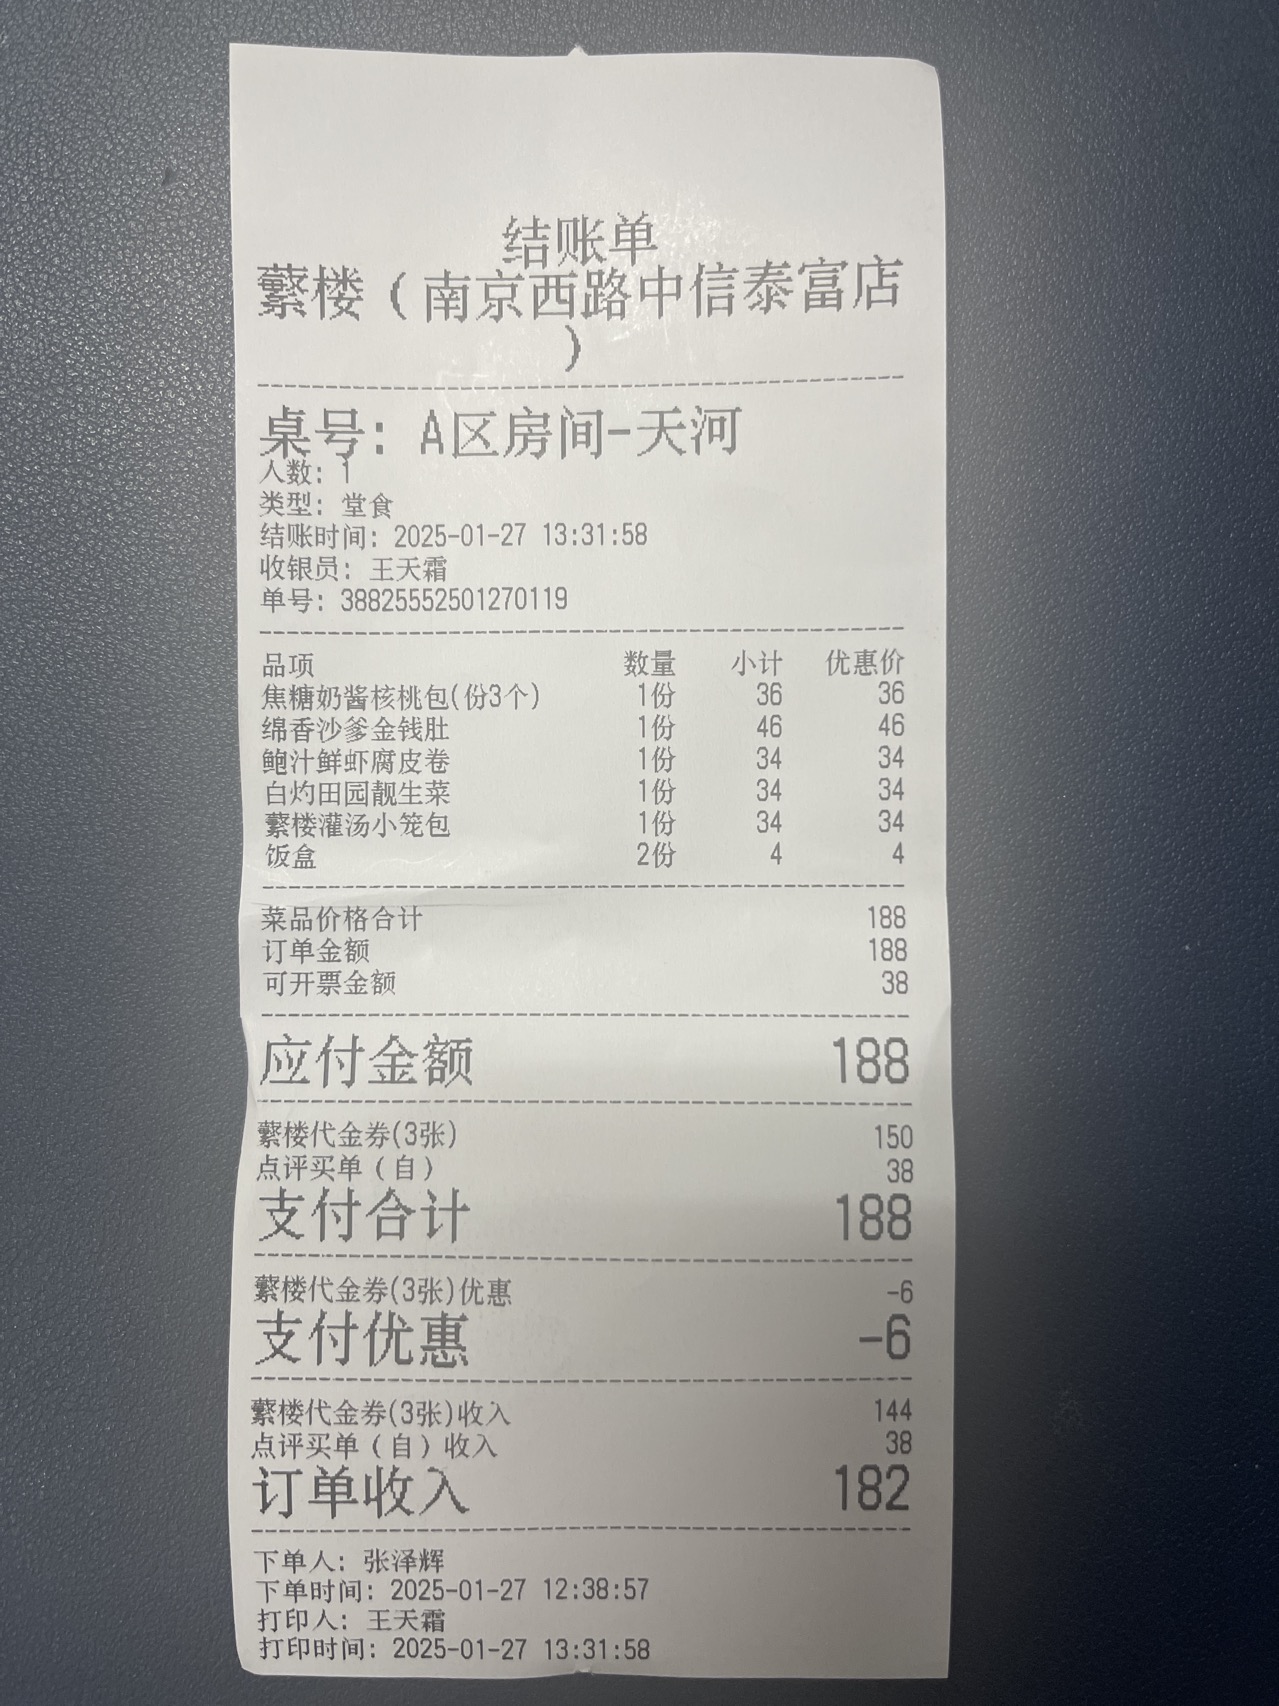 结账单
蘩楼（南京西路中信泰富店
）
桌号: A区房间-天河
人数: 1
类型: 堂食
结账时间: 2025-01-27 13:31:58
收银员: 王天霜
单号: 38825552501270119
品项 数量 小计 优惠价
焦糖奶酱核桃包(份3个) 1份 36 36
绵香沙爹金钱肚 1份 46 46
鲍汁鲜虾腐皮卷 1份 34 34
白灼田园靓生菜 1份 34 34
蘩楼灌汤小笼包 1份 34 34
饭盒 2份 4 4
菜品价格合计 188
订单金额 188
可开票金额 38
应付金额 188
蘩楼代金券(3张) 150
点评买单（自） 38
支付合计 188
蘩楼代金券(3张)优惠 -6
支付优惠 -6
蘩楼代金券(3张)收入 144
点评买单（自）收入 38
订单收入 182
下单人: 张泽辉
下单时间: 2025-01-27 12:38:57
打印人: 王天霜
打印时间: 2025-01-27 13:31:58